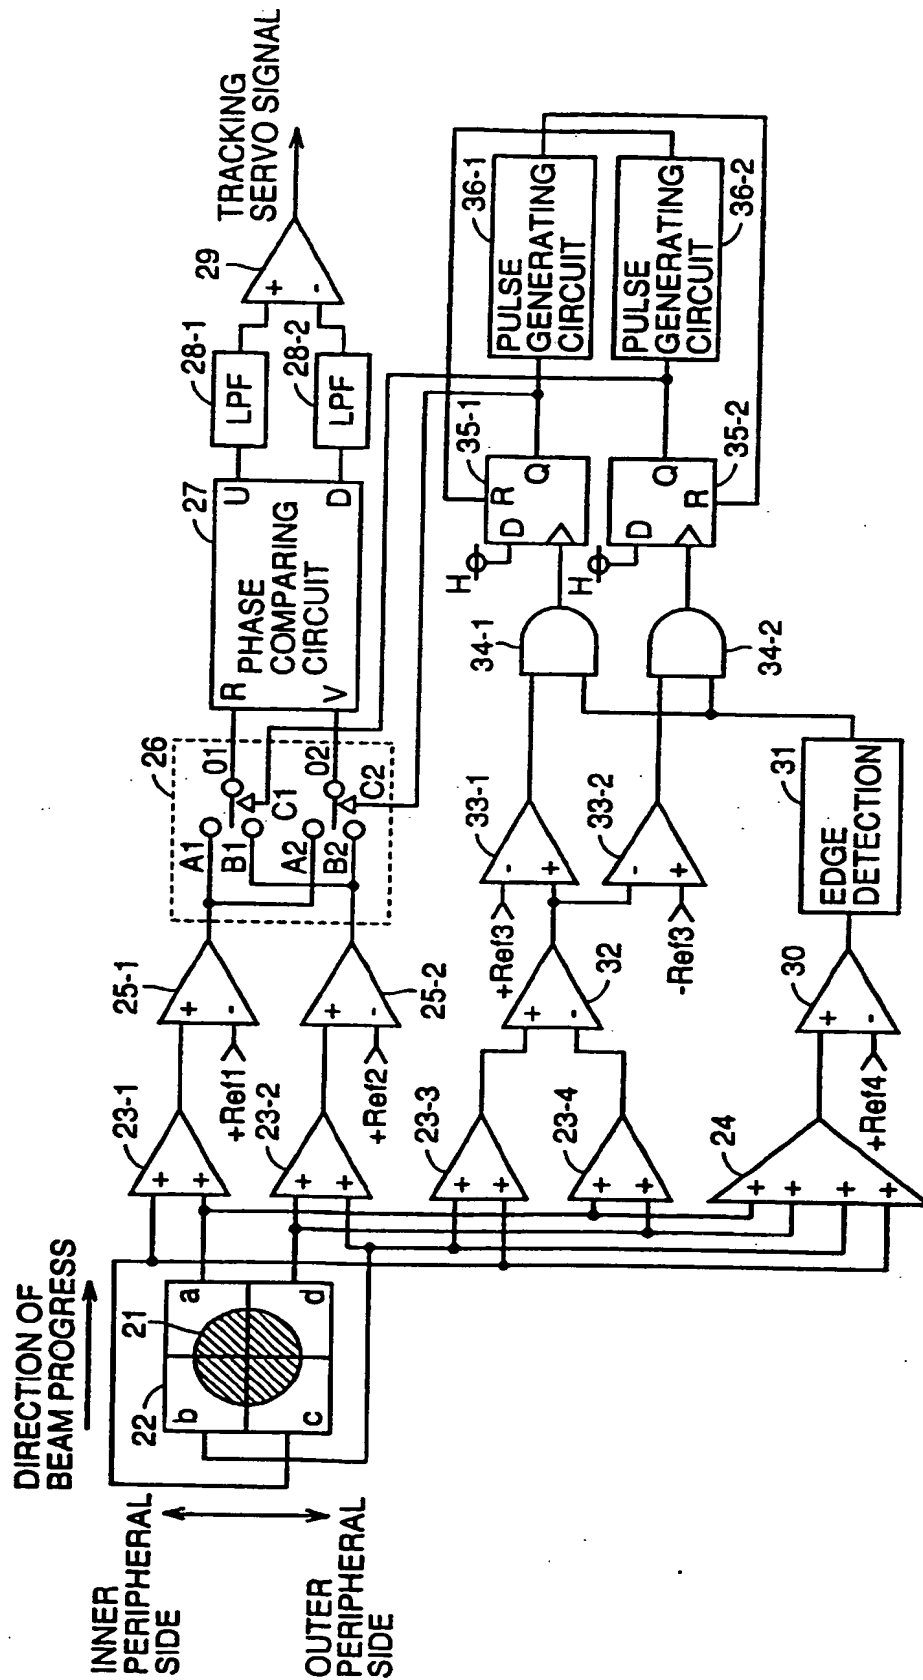 DIRECTION OF
BEAM PROGRESS
INNER
PERIPHERAL
SIDE
OUTER
PERIPHERAL
SIDE
22
21
a
b
c
d
23-1
+
+
23-2
+
+
23-3
+
+
23-4
+
+
24
+
+
+
+
25-1
+
-
+Ref1
25-2
+
-
+Ref2
26
A1
B1
A2
B2
C1
C2
O1
O2
27
R
V
U
D
PHASE
COMPARING
CIRCUIT
28-1
LPF
28-2
LPF
29
+
-
TRACKING
SERVO SIGNAL
32
+
-
+Ref3
33-1
-
+
33-2
-
+
-Ref3
30
+
-
+Ref4
31
EDGE
DETECTION
34-1
34-2
H
D
R
Q
35-1
H
D
R
Q
35-2
36-1
PULSE
GENERATING
CIRCUIT
36-2
PULSE
GENERATING
CIRCUIT